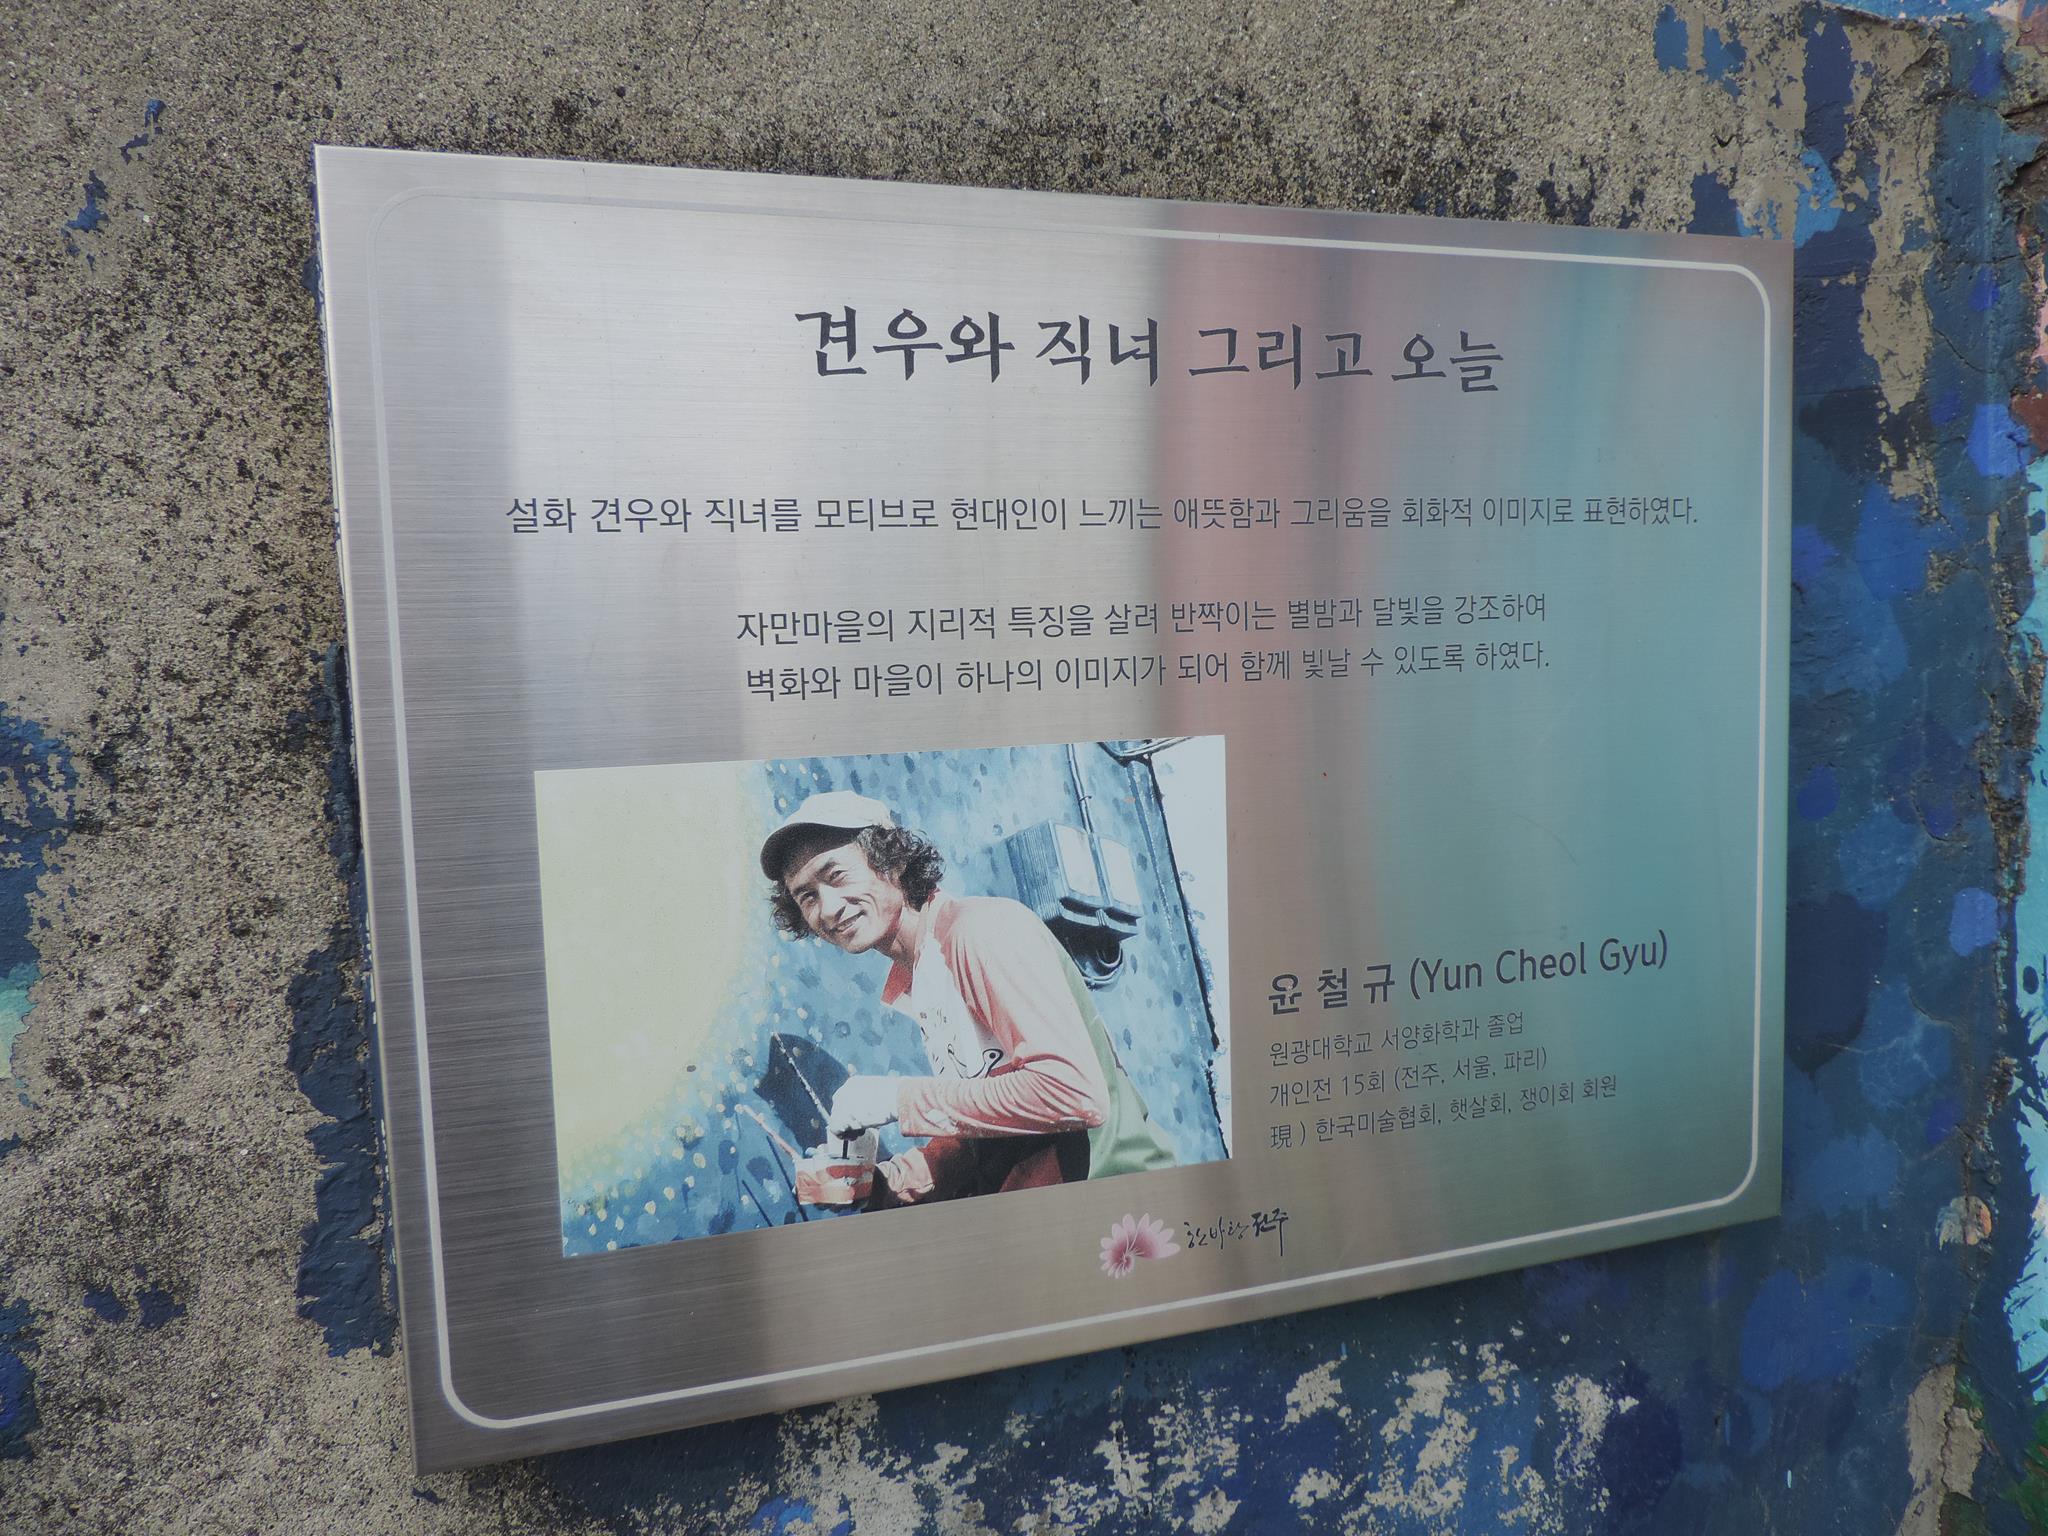 견우와 직녀 그리고 오늘
설화 견우와 직녀를 모티브로 현대인이 느끼는 애뜻함과 그리움을 회화적 이미지로 표현하였다.
자만마을의 지리적 특징을 살려 반짝이는 별밤과 달빛을 강조하여
벽화와 마을이 하나의 이미지가 되어 함께 빛날 수 있도록 하였다.
윤 철 규 (Yun Cheol Gyu)
원광대학교 서양화학과 졸업
개인전 15회 (전주, 서울, 파리)
現 ) 한국미술협회, 햇살회, 쟁이회 회원
한바탕 전주